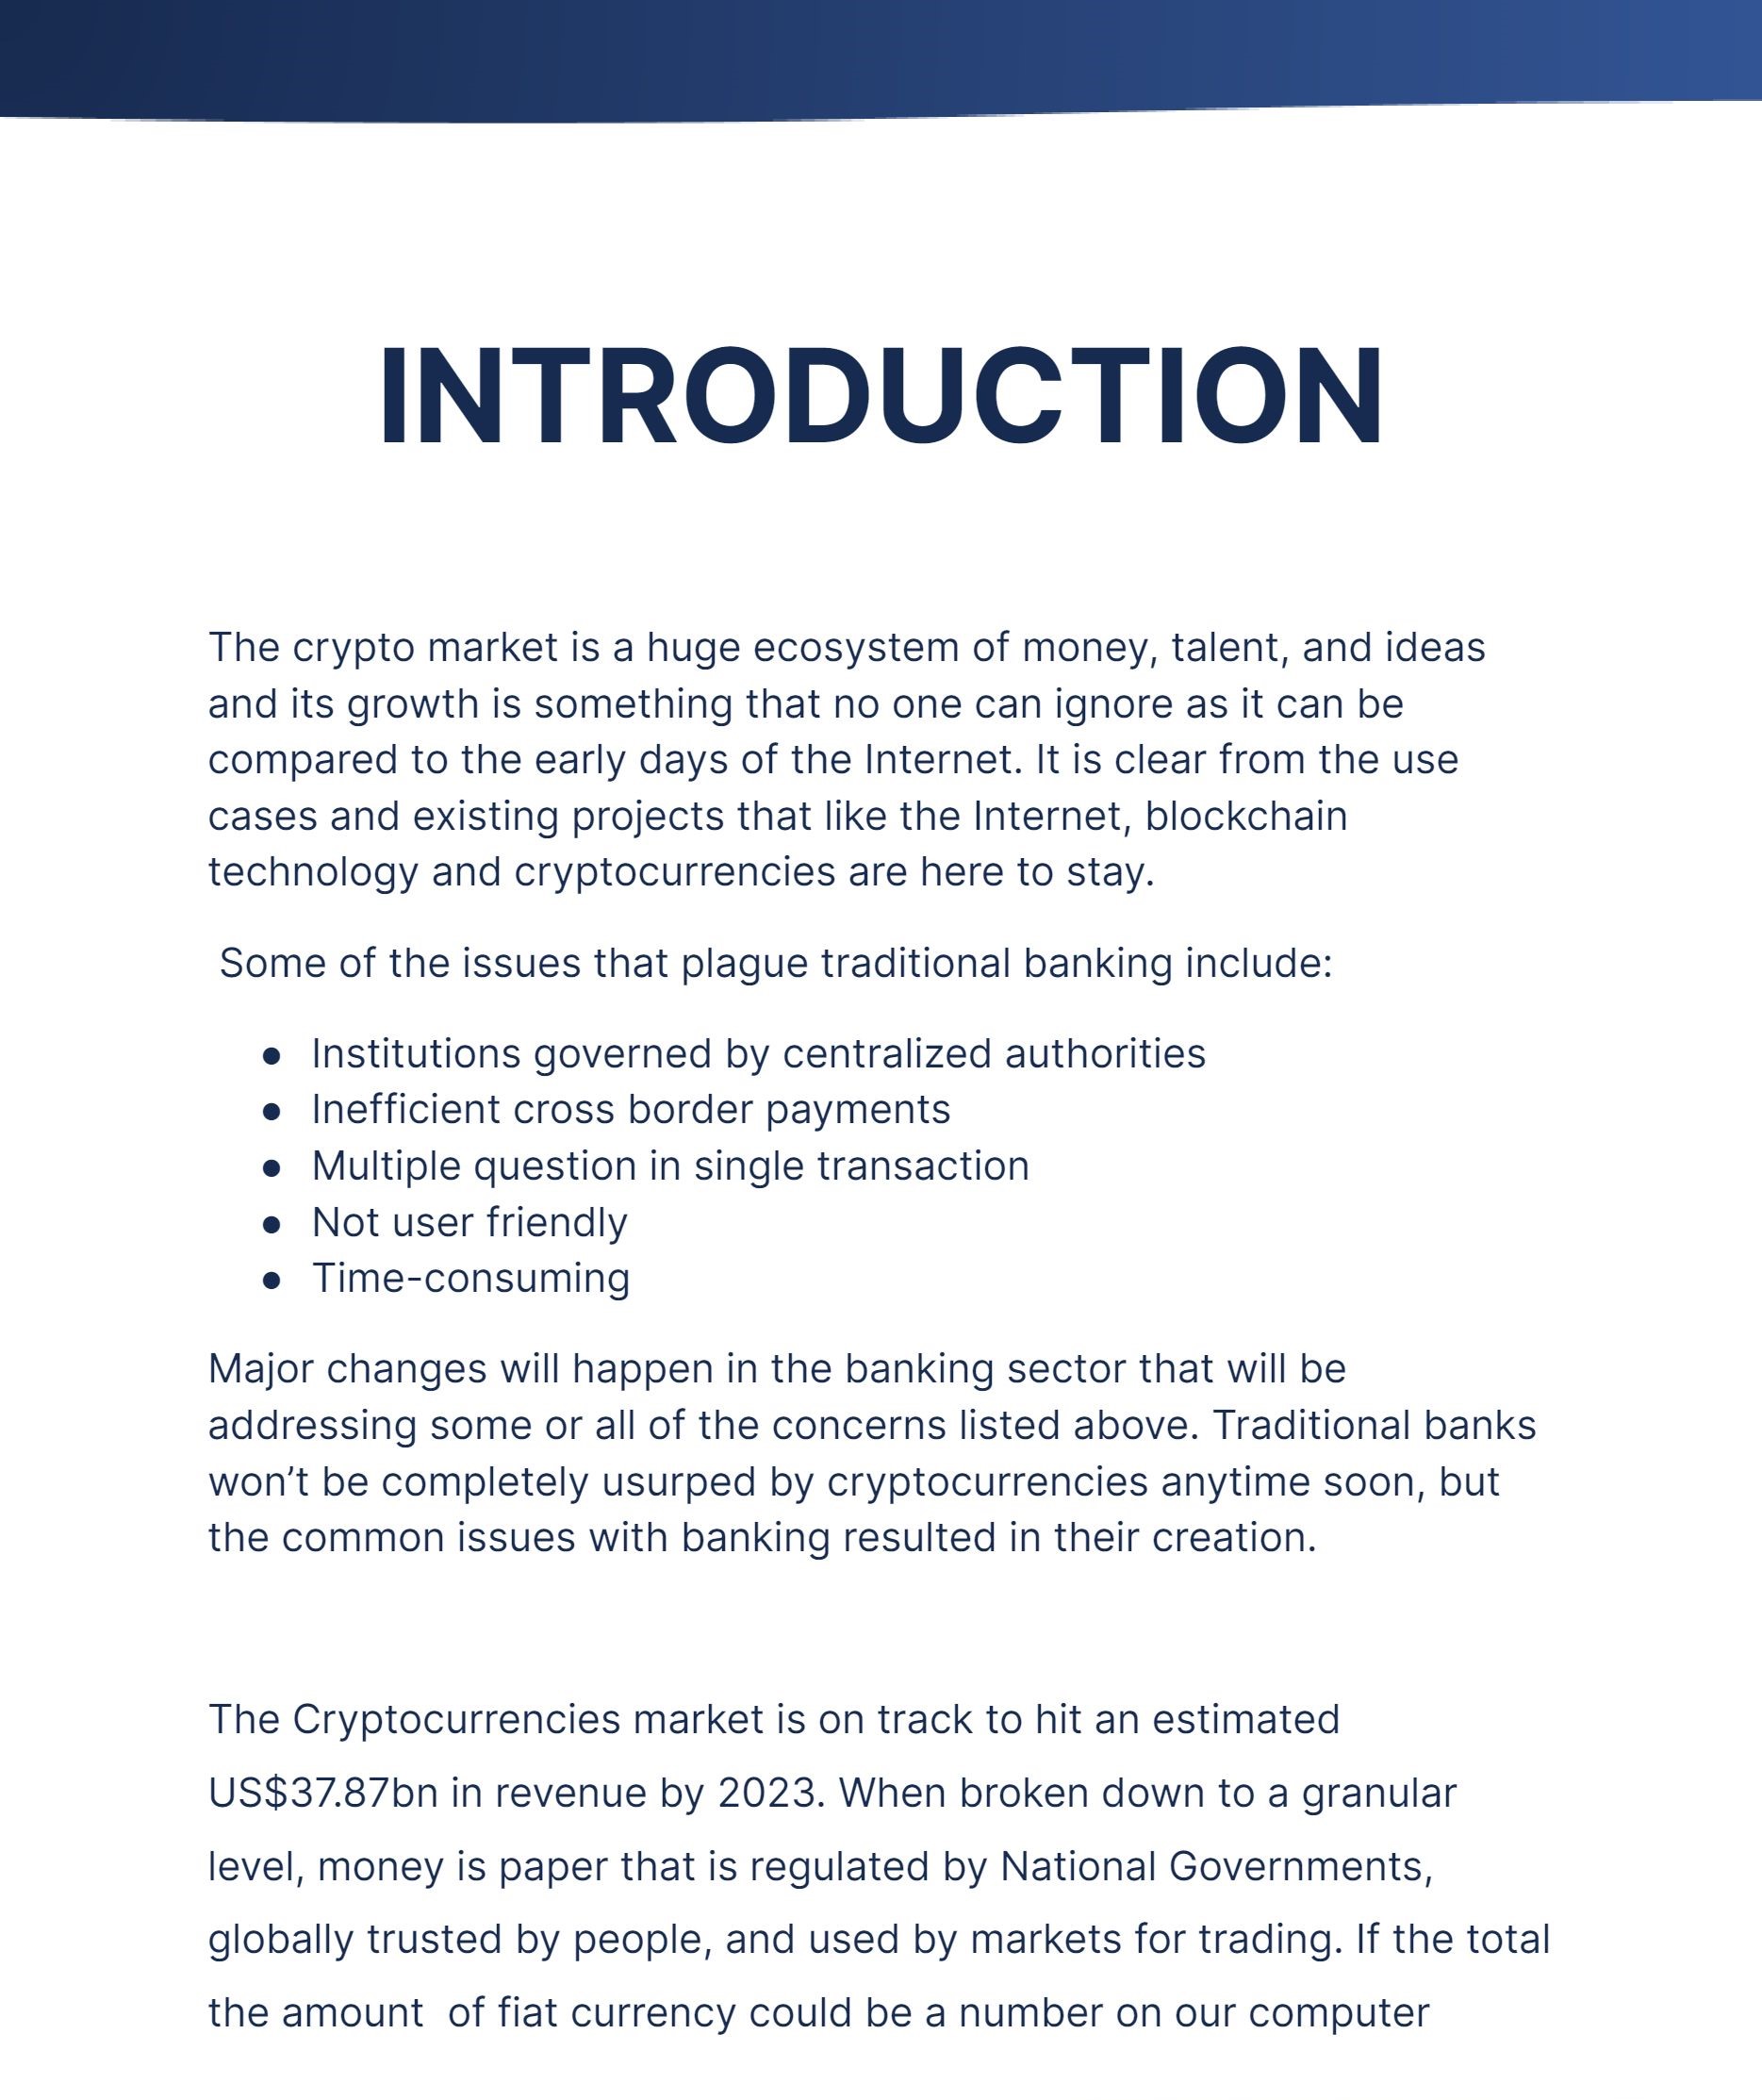 INTRODUCTION
The crypto market is a huge ecosystem of money, talent, and ideas
and its growth is something that no one can ignore as it can be
compared to the early days of the Internet. It is clear from the use
cases and existing projects that like the Internet, blockchain
technology and cryptocurrencies are here to stay.
Some of the issues that plague traditional banking include:
● Institutions governed by centralized authorities
● Inefficient cross border payments
● Multiple question in single transaction
● Not user friendly
● Time-consuming
Major changes will happen in the banking sector that will be
addressing some or all of the concerns listed above. Traditional banks
won’t be completely usurped by cryptocurrencies anytime soon, but
the common issues with banking resulted in their creation.
The Cryptocurrencies market is on track to hit an estimated
US$37.87bn in revenue by 2023. When broken down to a granular
level, money is paper that is regulated by National Governments,
globally trusted by people, and used by markets for trading. If the total
the amount  of fiat currency could be a number on our computer